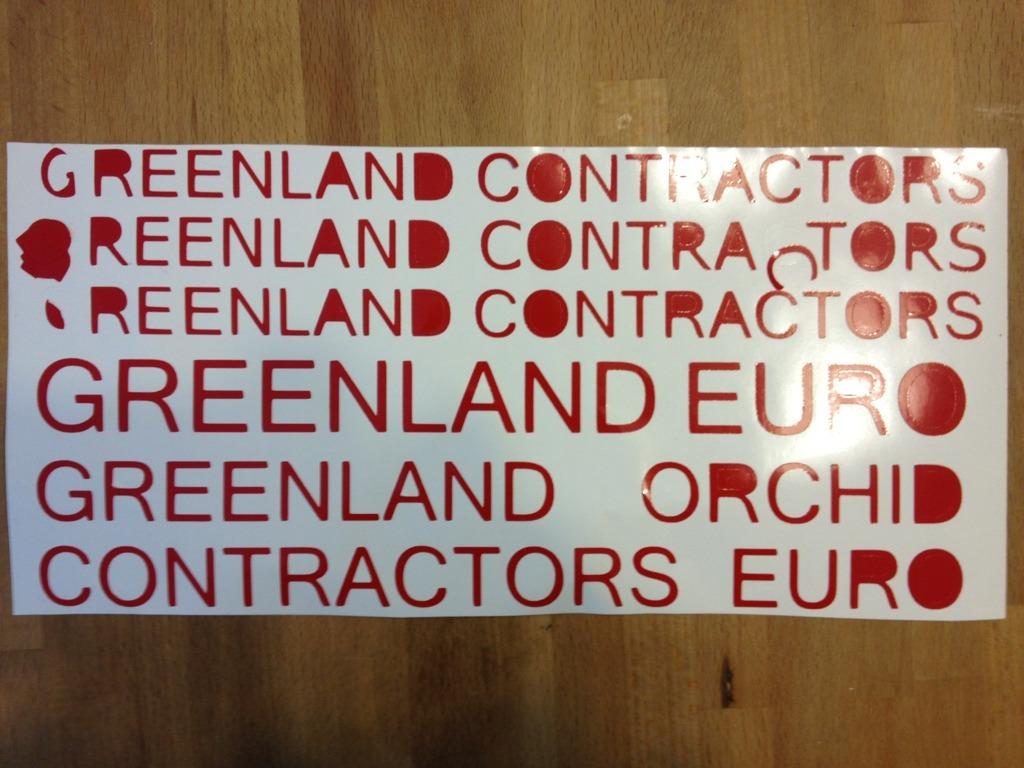 GREENLAND CONTRACTORS
REENLAND CONTRACTORS
REENLAND CONTRACTORS
GREENLAND EURO
GREENLAND ORCHID
CONTRACTORS EURO